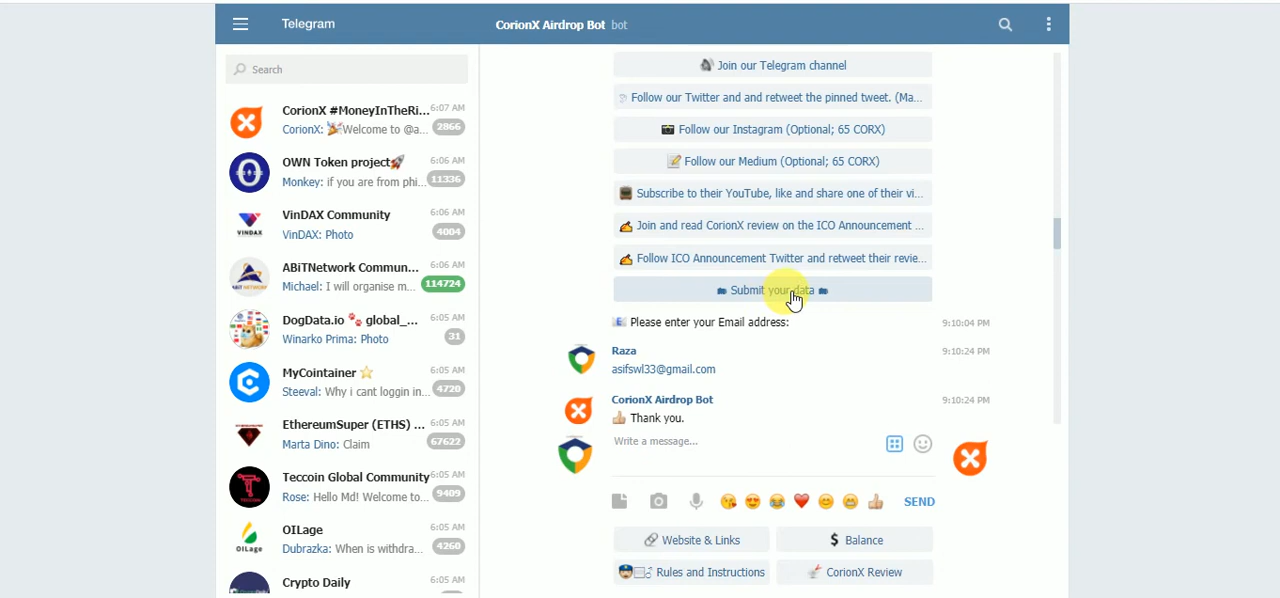 Telegram
CorionX Airdrop Bot bot
Search
CorionX #MoneyInTheRi... 6:07 AM
CorionX: 🎉Welcome to @a... 2866
OWN Token project🚀 6:06 AM
Monkey: if you are from phi... 11336
VinDAX Community 6:06 AM
VinDAX: Photo 4004
VINDAX
ABiTNetwork Commun... 6:06 AM
Michael: I will organise m... 114724
DogData.io 🐾 global_... 6:05 AM
Winarko Prima: Photo 31
MyCointainer ⭐ 6:05 AM
Steeval: Why i cant loggin in... 4720
EthereumSuper (ETHS) ... 6:05 AM
Marta Dino: Claim 67622
Teccoin Global Community 6:05 AM
Rose: Hello Md! Welcome to... 9409
OILage 6:05 AM
Dubrazka: When is withdra... 4260
OILage
Crypto Daily 6:05 AM
Join our Telegram channel
Follow our Twitter and and retweet the pinned tweet. (Ma...
Follow our Instagram (Optional; 65 CORX)
Follow our Medium (Optional; 65 CORX)
Subscribe to their YouTube, like and share one of their vi...
Join and read CorionX review on the ICO Announcement ...
Follow ICO Announcement Twitter and retweet their revie...
Submit your data
📧 Please enter your Email address: 9:10:04 PM
Raza 9:10:24 PM
asifswl33@gmail.com
CorionX Airdrop Bot 9:10:24 PM
👍 Thank you.
Write a message...
SEND
Website & Links
$ Balance
Rules and Instructions
CorionX Review